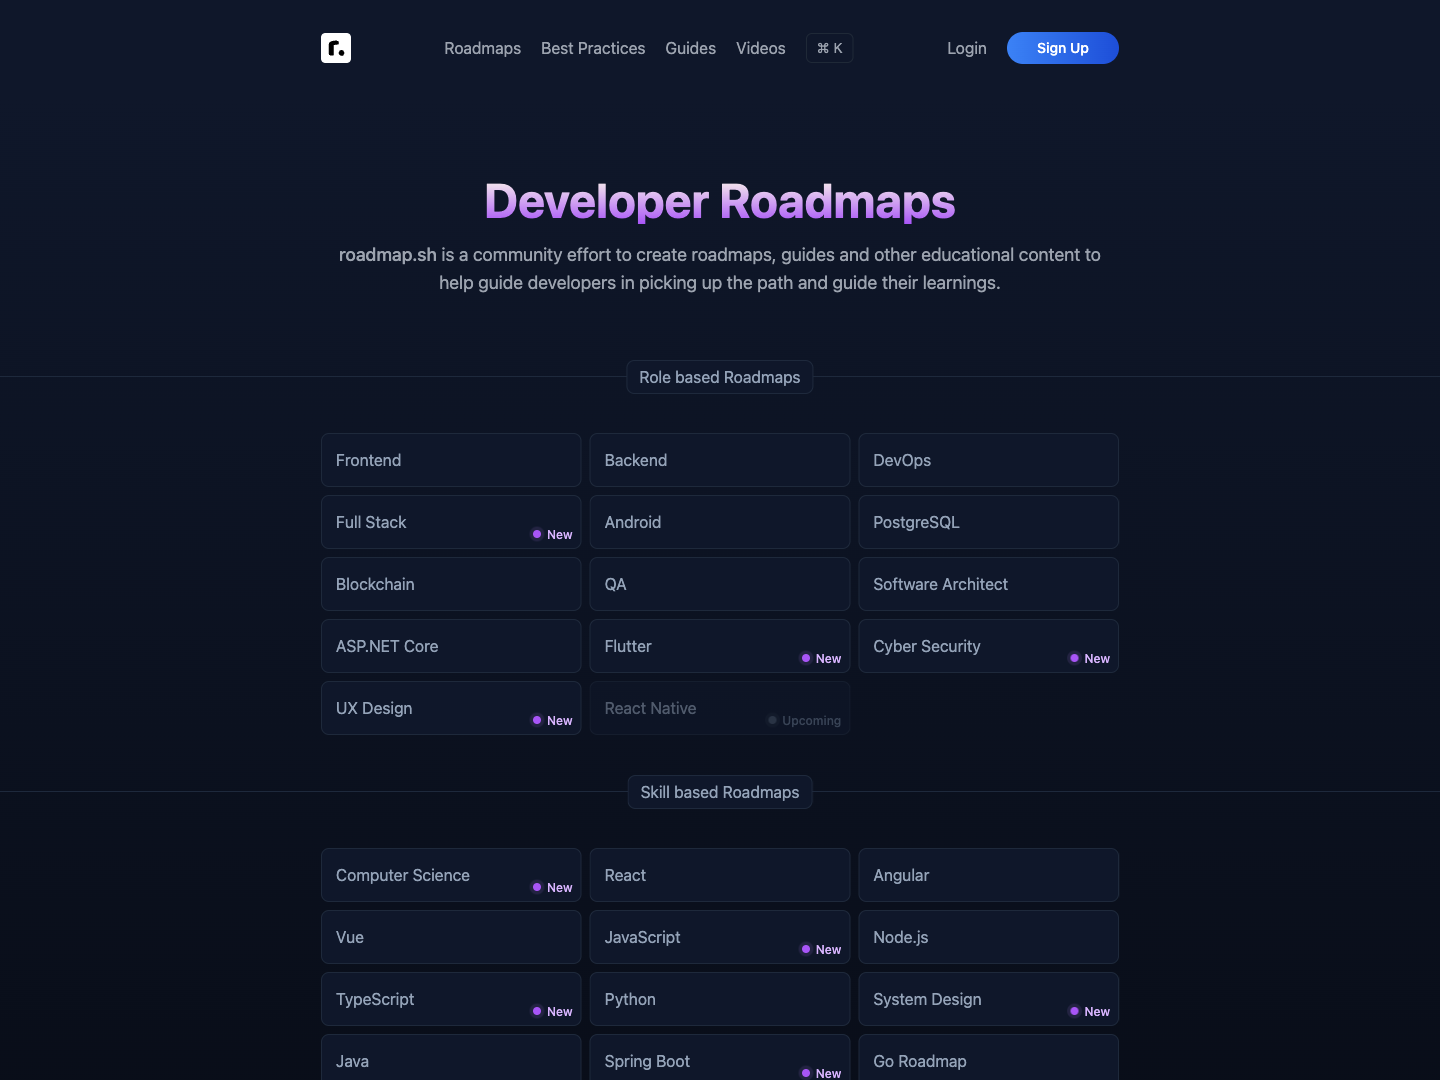 r.
Roadmaps Best Practices Guides Videos ⌘ K Login Sign Up
Developer Roadmaps
roadmap.sh is a community effort to create roadmaps, guides and other educational content to
help guide developers in picking up the path and guide their learnings.
Role based Roadmaps
Frontend
Backend
DevOps
Full Stack
New
Android
PostgreSQL
Blockchain
QA
Software Architect
ASP.NET Core
Flutter
New
Cyber Security
New
UX Design
New
React Native
Upcoming
Skill based Roadmaps
Computer Science
New
React
Angular
Vue
JavaScript
New
Node.js
TypeScript
New
Python
System Design
New
Java
Spring Boot
New
Go Roadmap